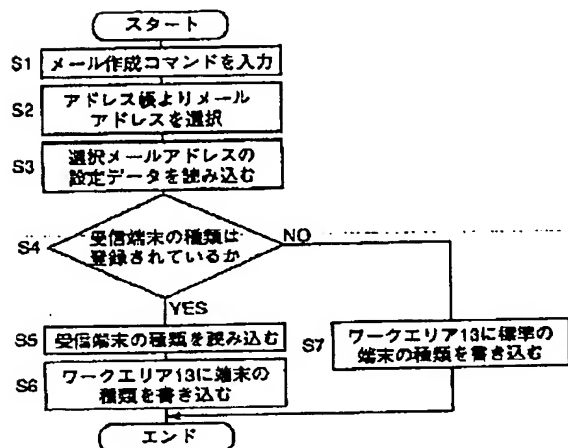 スタート
S1 メール作成コマンドを入力
S2 アドレス帳よりメール
アドレスを選択
S3 選択メールアドレスの
設定データを読み込む
S4 受信端末の種類は
登録されているか
NO
YES
S5 受信端末の種類を読み込む
S7 ワークエリア13に標準の
端末の種類を書き込む
S6 ワークエリア13に端末の
種類を書き込む
エンド